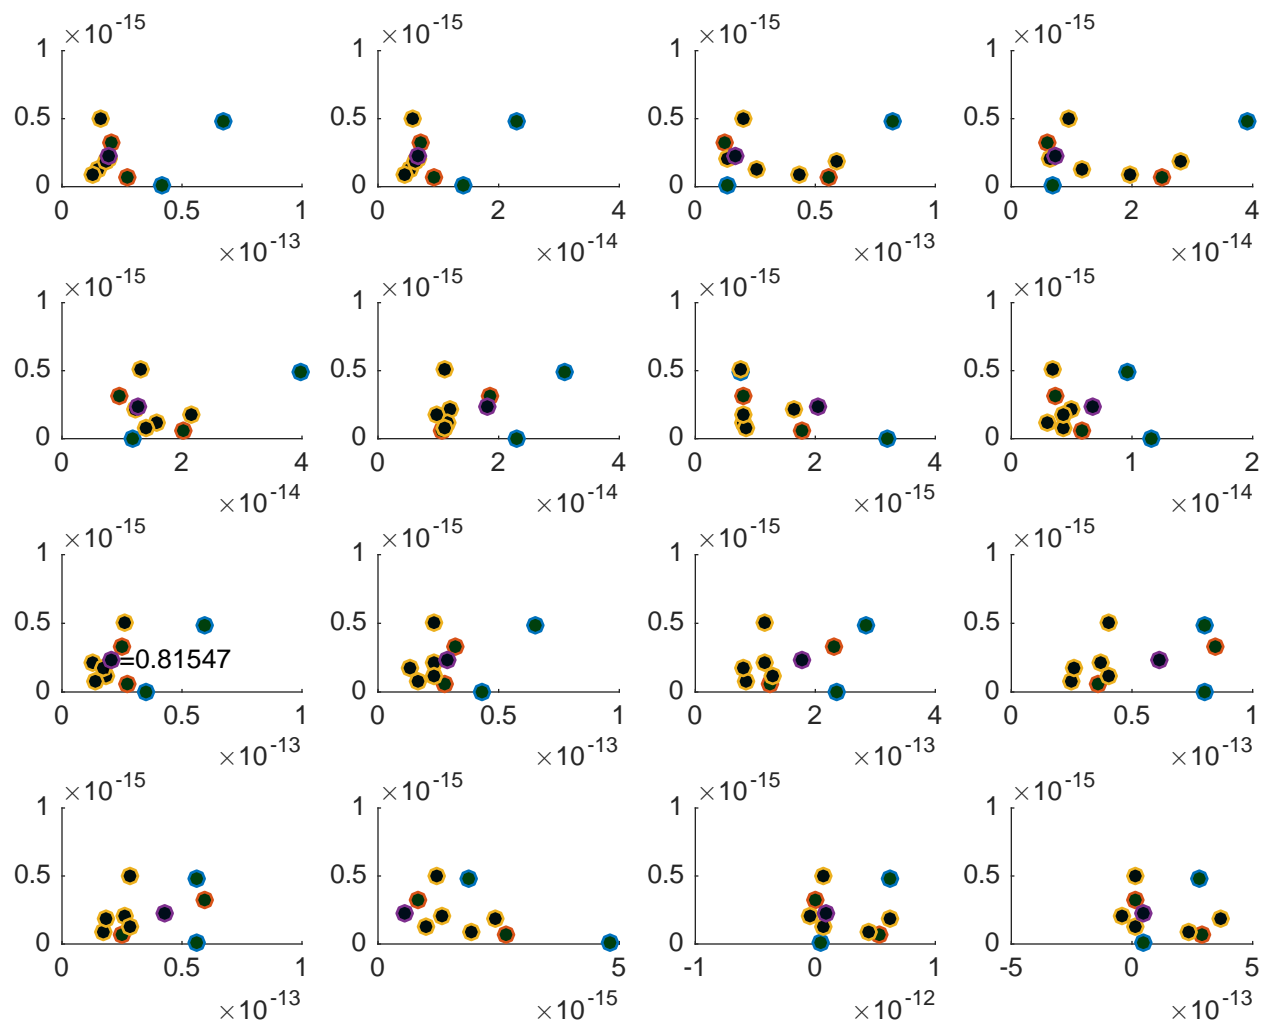 ×10-15 ×10-15 ×10-15 ×10-15
1 1 1 1
0.5 0.5 0.5 0.5
0 0 0 0
0 0.5 1 0 2 4 0 0.5 1 0 2 4
×10-13 ×10-14 ×10-13 ×10-14
×10-15 ×10-15 ×10-15 ×10-15
1 1 1 1
0.5 0.5 0.5 0.5
0 0 0 0
0 2 4 0 2 4 0 2 4 0 1 2
×10-14 ×10-14 ×10-15 ×10-14
×10-15 ×10-15 ×10-15 ×10-15
1 1 1 1
0.5 0.5 0.5 0.5
=0.81547
0 0 0 0
0 0.5 1 0 5 10 0 2 4 0 0.5 1
×10-13 ×10-13 ×10-13 ×10-13
×10-15 ×10-15 ×10-15 ×10-15
1 1 1 1
0.5 0.5 0.5 0.5
0 0 0 0
0 0.5 1 0 5 -1 0 1 -5 0 5
×10-13 ×10-15 ×10-12 ×10-13